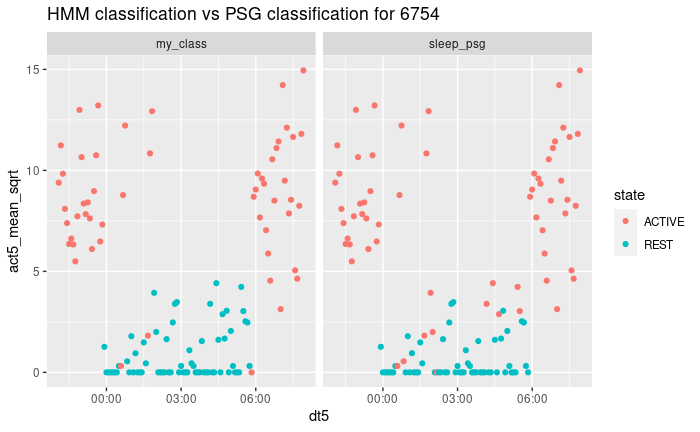 HMM classification vs PSG classification for 6754
my_class
sleep_psg
15
10
5
0
act5_mean_sqrt
00:00
03:00
06:00
00:00
03:00
06:00
dt5
state
ACTIVE
REST